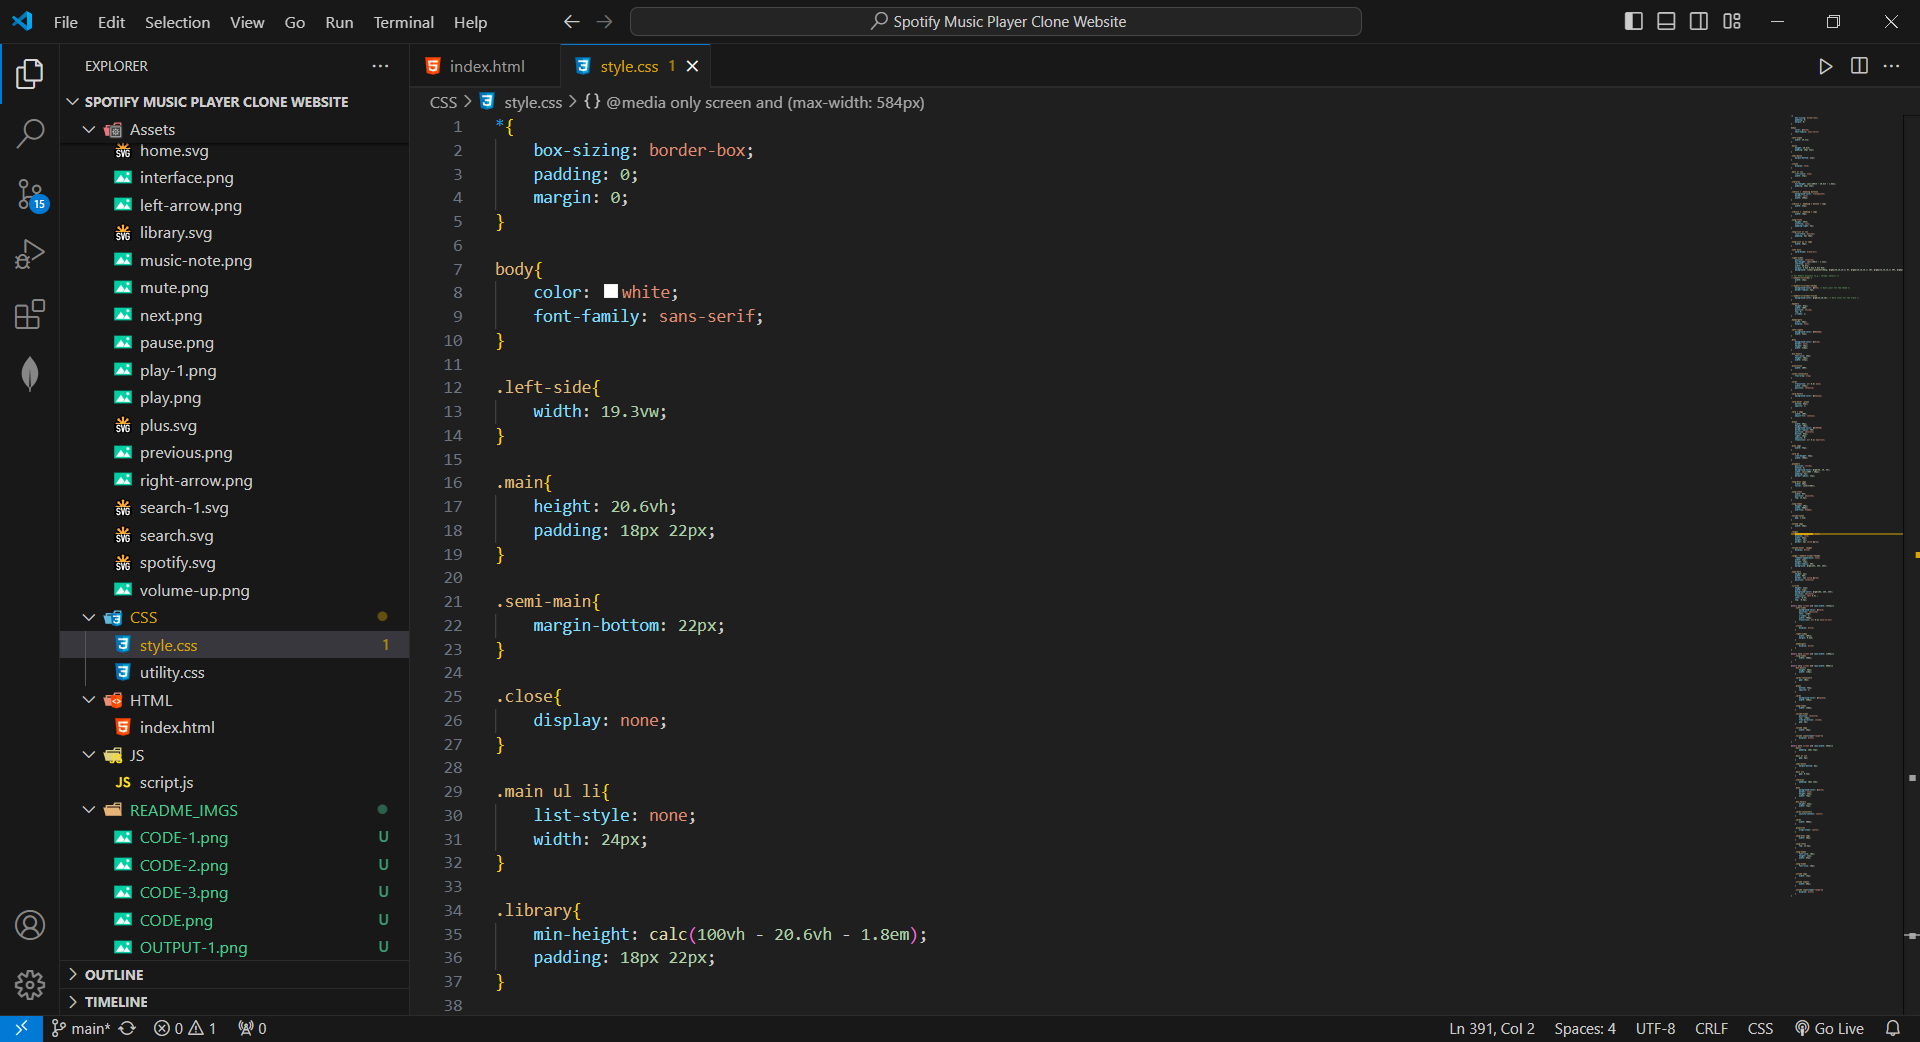 File Edit Selection View Go Run Terminal Help
Spotify Music Player Clone Website
EXPLORER
SPOTIFY MUSIC PLAYER CLONE WEBSITE
Assets
home.svg
interface.png
left-arrow.png
library.svg
music-note.png
mute.png
next.png
pause.png
play-1.png
play.png
plus.svg
previous.png
right-arrow.png
search-1.svg
search.svg
spotify.svg
volume-up.png
CSS
style.css 1
utility.css
HTML
index.html
JS
JS script.js
README_IMGS
CODE-1.png U
CODE-2.png U
CODE-3.png U
CODE.png U
OUTPUT-1.png U
OUTLINE
TIMELINE
15
index.html style.css 1
CSS > style.css > {} @media only screen and (max-width: 584px)
1 *{
2 box-sizing: border-box;
3 padding: 0;
4 margin: 0;
5 }
6
7 body{
8 color: white;
9 font-family: sans-serif;
10 }
11
12 .left-side{
13 width: 19.3vw;
14 }
15
16 .main{
17 height: 20.6vh;
18 padding: 18px 22px;
19 }
20
21 .semi-main{
22 margin-bottom: 22px;
23 }
24
25 .close{
26 display: none;
27 }
28
29 .main ul li{
30 list-style: none;
31 width: 24px;
32 }
33
34 .library{
35 min-height: calc(100vh - 20.6vh - 1.8em);
36 padding: 18px 22px;
37 }
38
main* 0 1 0
Ln 391, Col 2 Spaces: 4 UTF-8 CRLF CSS Go Live